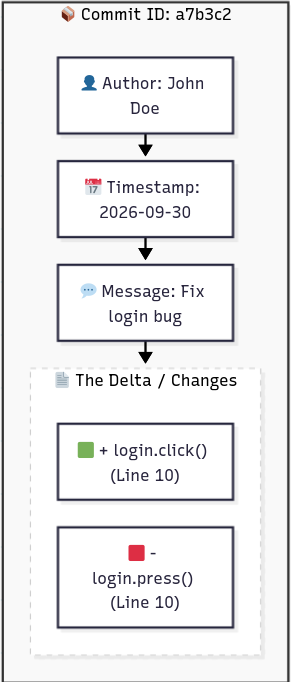 📦 Commit ID: a7b3c2
👤 Author: John
Doe
📅 Timestamp:
2026-09-30
💬 Message: Fix
login bug
📄 The Delta / Changes
🟩 + login.click()
(Line 10)
🟥 -
login.press()
(Line 10)